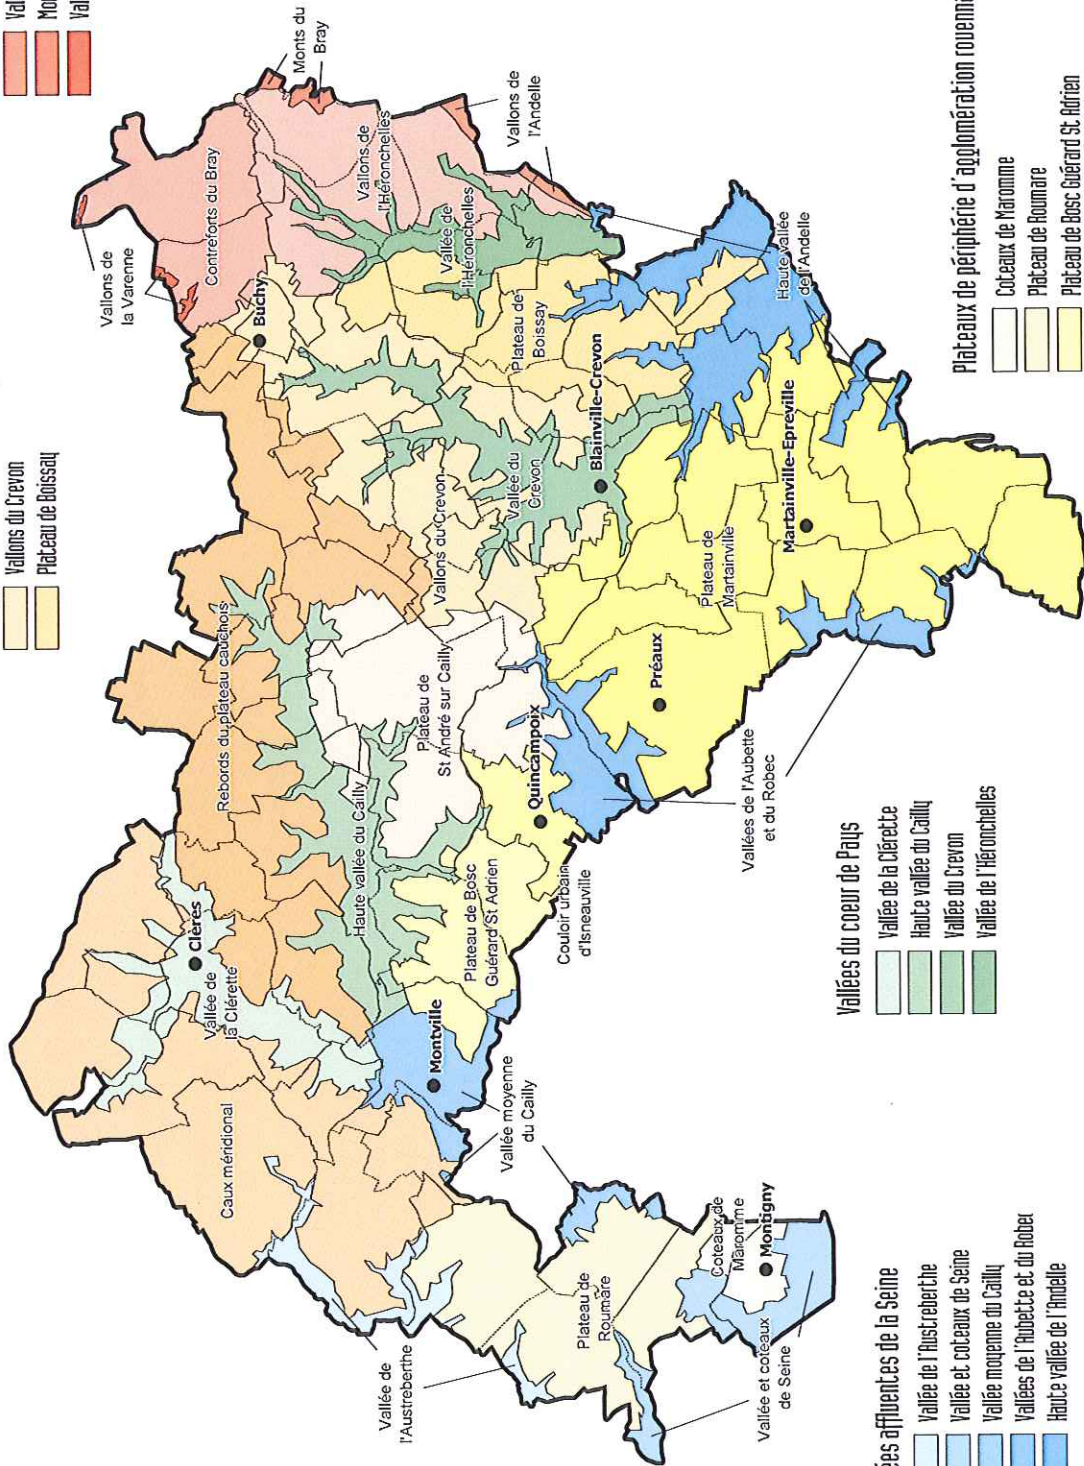 Vallons du Crevon
Plateau de Boissay
Vallons de
la Varenne
Contreforts du Bray
Monts du
Bray
Vallons de
l'Héronchelles
Vallons de
l'Andelle
Vallée de
l'Héronchelles
Buchy
Plateau de
Boissay
Haute vallée
de l'Andelle
Rebords du plateau cauchois
Vallons du Crevon
Vallée du
Crevon
Blainville-Crevon
Plateau de
Martainville
Martainville-Epreville
Plateau de
St André sur Cailly
Quincampoix
Préaux
Haute vallée du Cailly
Vallées de l'Aubette
et du Robec
Clères
Vallée de
la Clérette
Plateau de Bosc
Guérard St Adrien
Couloir urbain
d'Isneauville
Montville
Caux méridional
Vallée moyenne
du Cailly
Vallée de
l'Austreberthe
Plateau de
Roumare
Coteaux de
Maromme
Montigny
Vallée et coteaux
de Seine
ées affluentes de la Seine
Vallée de l'Austreberthe
Vallée et coteaux de Seine
Vallée moyenne du Cailly
Vallées de l'Aubette et du Robec
Haute vallée de l'Andelle
Vallées du coeur de Pays
Vallée de la Clérette
Haute vallée du Cailly
Vallée du Crevon
Vallée de l'Héronchelles
Plateaux de périphérie d'agglomération rouenna
Coteaux de Maromme
Plateau de Roumare
Plateau de Bosc Guérard St Adrien